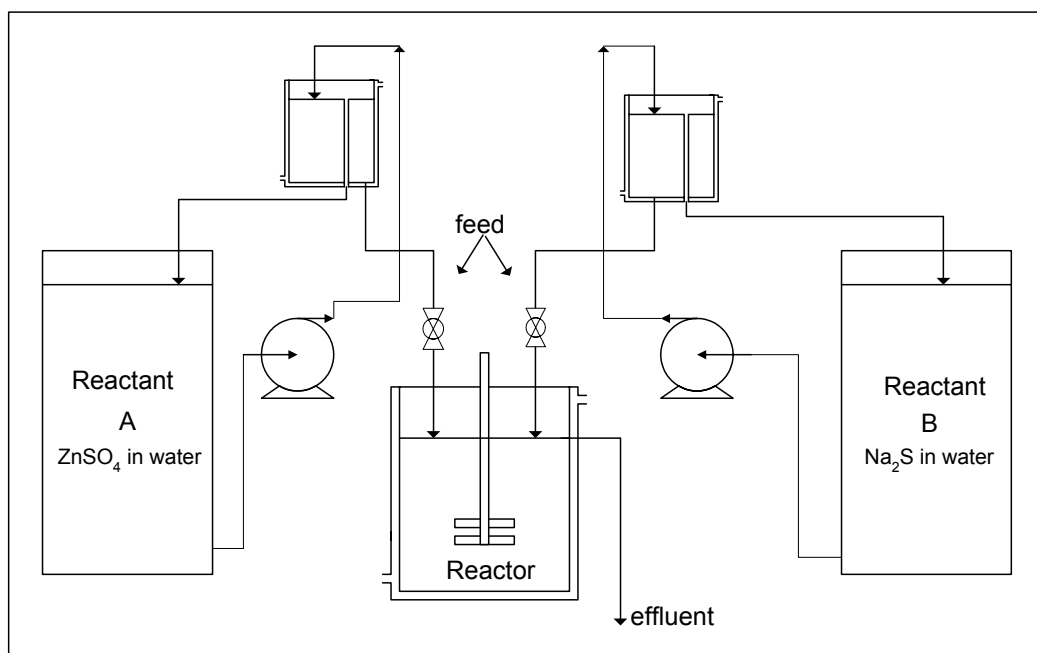 feed
Reactant
A
ZnSO₄ in water
Reactant
B
Na₂S in water
Reactor
effluent